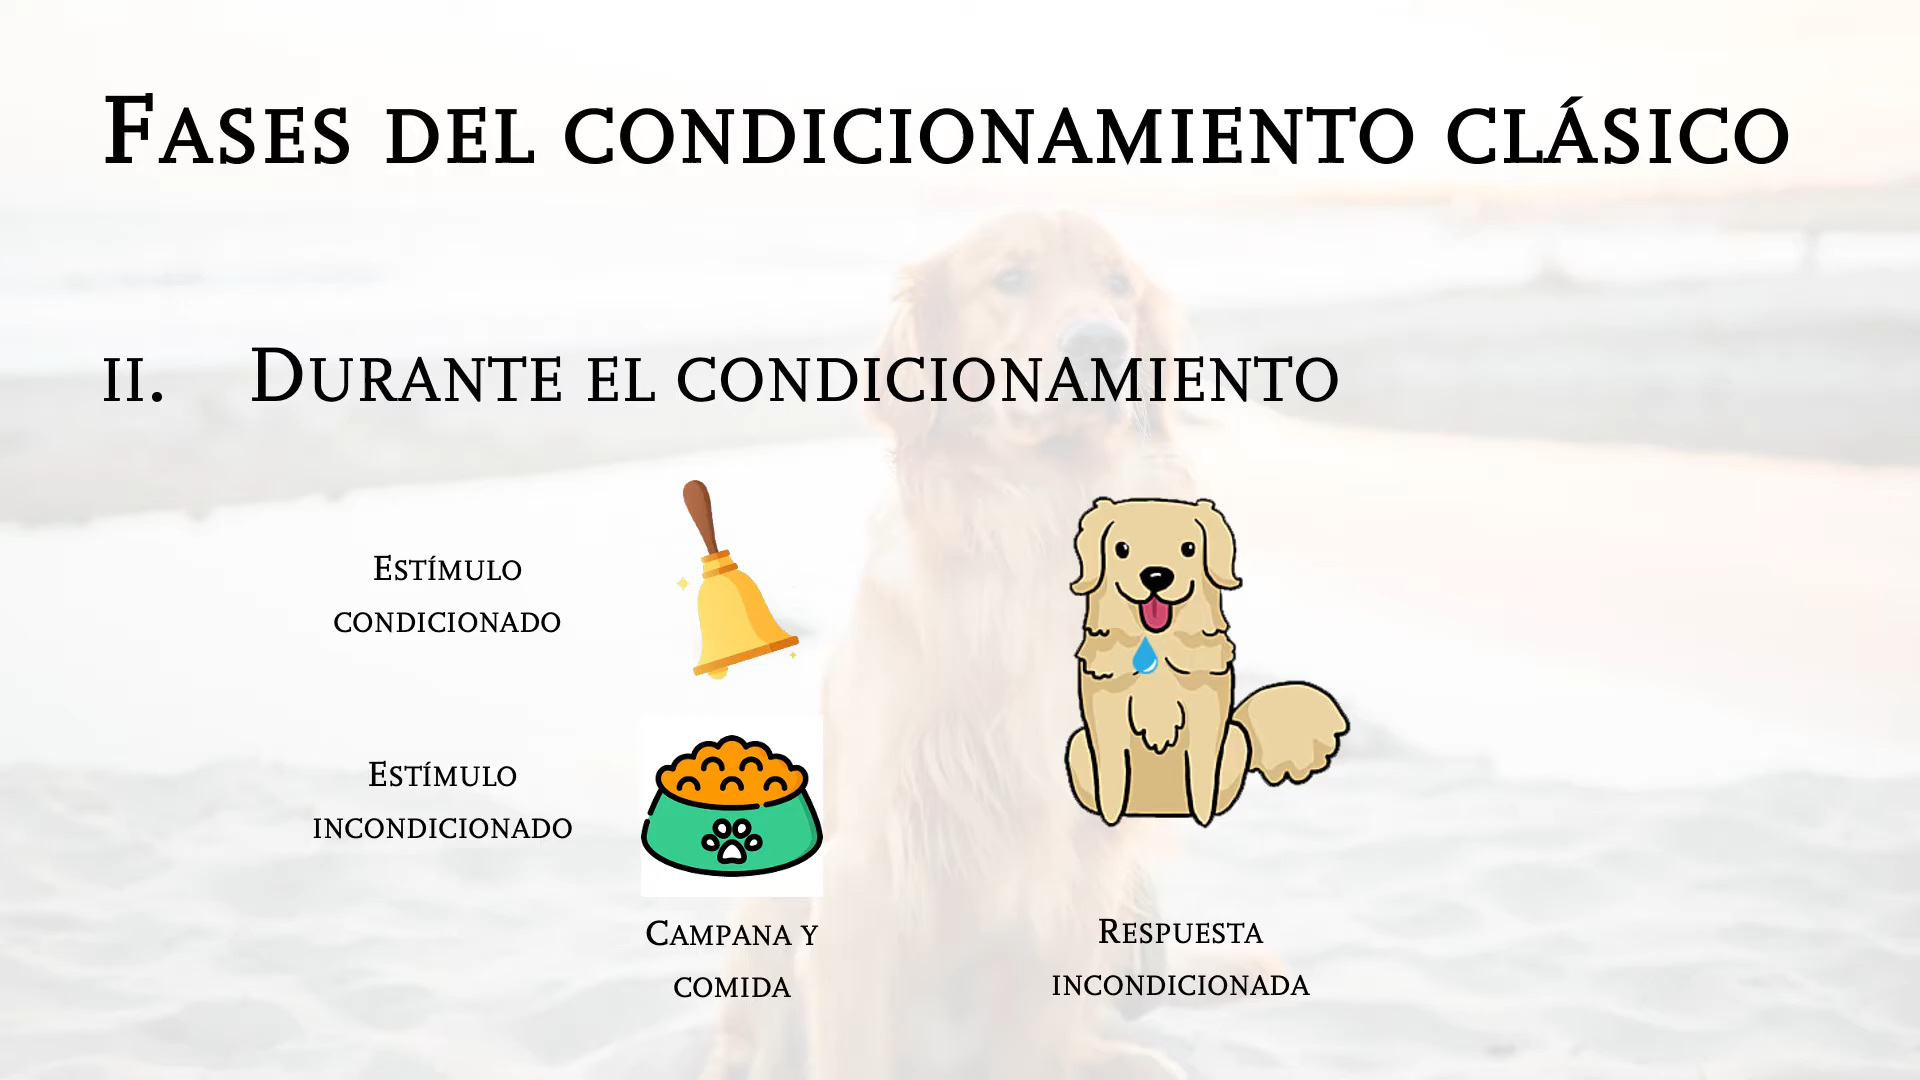 Fases del condicionamiento clásico
II. Durante el condicionamiento
Estímulo
condicionado
Estímulo
incondicionado
Campana y
comida
Respuesta
incondicionada